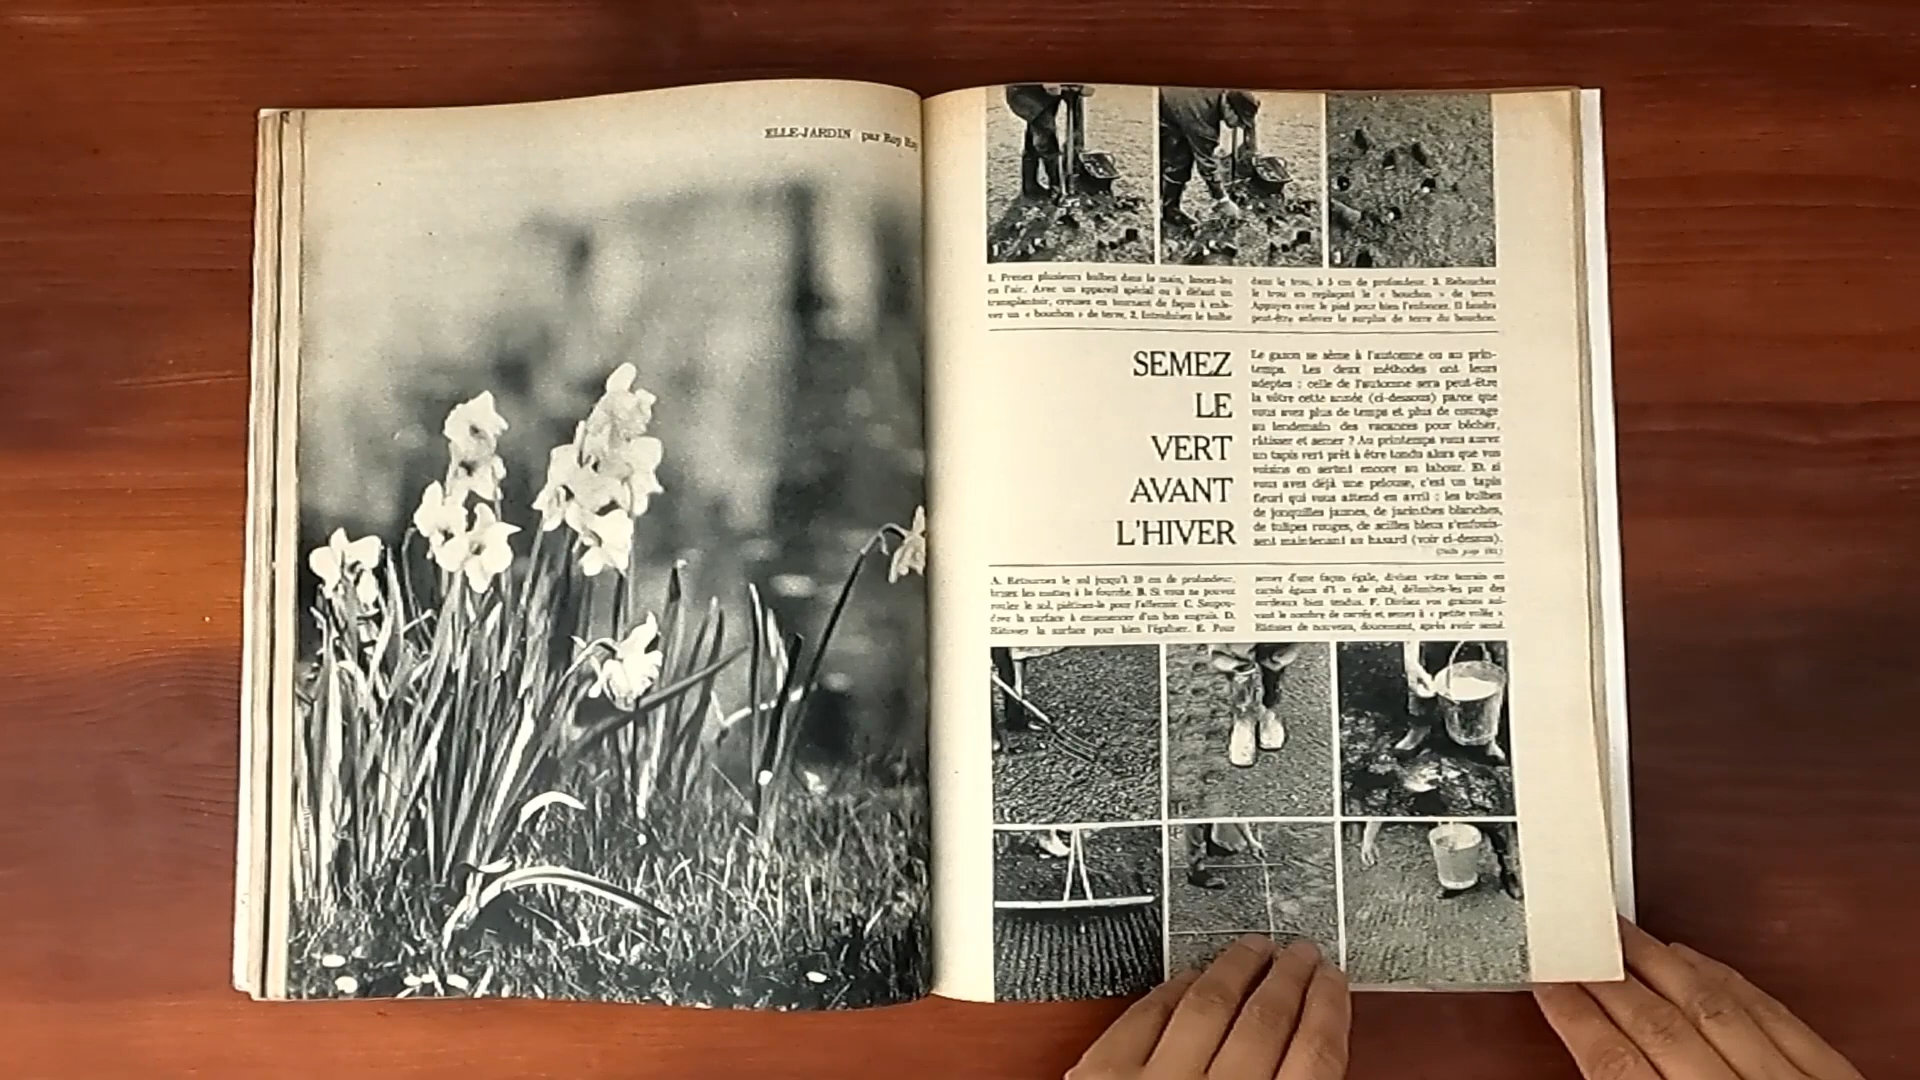 ELLE-JARDIN par Roy Hay
1. Prenez plusieurs bulbes dans la main, lancez-les
en l'air. Avec un appareil spécial ou à défaut un
transplantoir, creusez en tournant de façon à enle-
ver un « bouchon » de terre. 2. Introduisez le bulbe
dans le trou, à 5 cm de profondeur. 3. Rebouchez
le trou en replaçant le « bouchon » de terre.
Appuyez avec le pied pour bien l'enfoncer. Il faudra
peut-être enlever le surplus de terre du bouchon.
SEMEZ
LE
VERT
AVANT
L'HIVER
Le gazon se sème à l'automne ou au prin-
temps. Les deux méthodes ont leurs
adeptes : celle de l'automne sera peut-être
la vôtre cette année (ci-dessous) parce que
vous avez plus de temps et plus de courage
au lendemain des vacances pour bêcher,
râtisser et semer ? Au printemps vous aurez
un tapis vert prêt à être tondu alors que vos
voisins en seront encore au labour. Et si
vous avez déjà une pelouse, c'est un tapis
fleuri qui vous attend en avril : les bulbes
de jonquilles jaunes, de jacinthes blanches,
de tulipes rouges, de scilles bleus s'enfouis-
sent maintenant au hasard (voir ci-dessus).
(Suite page
A. Retournez le sol jusqu'à 10 cm de profondeur,
brisez les mottes à la fourche. B. Si vous ne pouvez
rouler le sol, piétinez-le pour l'affermir. C. Saupou-
drez la surface à ensemencer d'un bon engrais. D.
Râtissez la surface pour bien l'égaliser. E. Pour
semer d'une façon égale, divisez votre terrain en
carrés égaux d'1 m de côté, délimitez-les par des
cordeaux bien tendus. F. Divisez vos graines sui-
vant le nombre de carrés et semez à « petite volée ».
Râtissez de nouveau, doucement, après avoir semé.